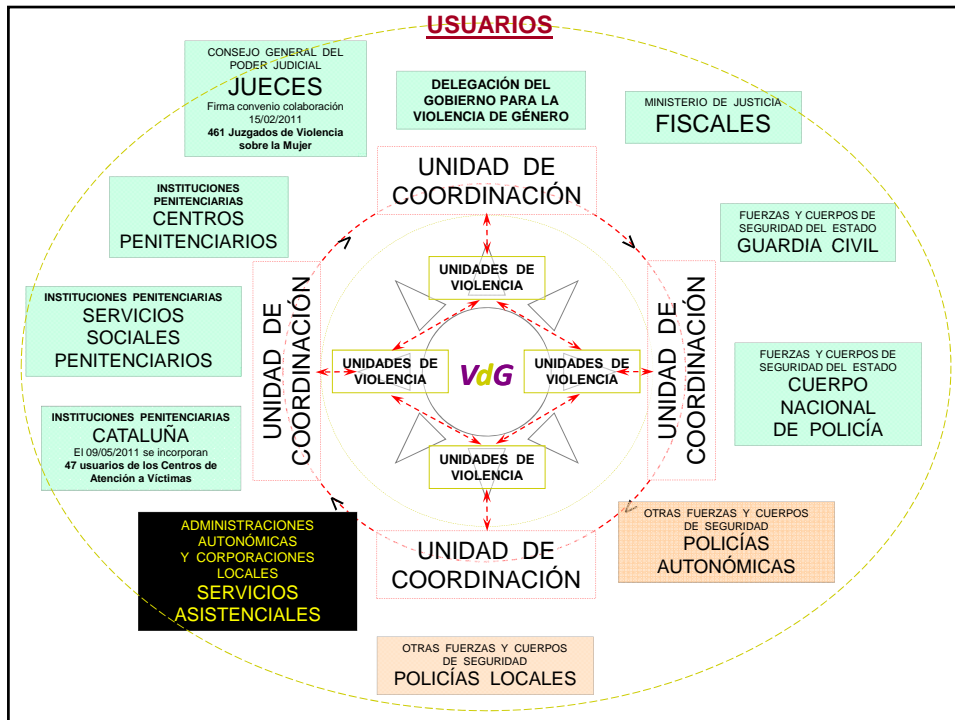 USUARIOS
CONSEJO GENERAL DEL
PODER JUDICIAL
JUECES
Firma convenio colaboración
15/02/2011
461 Juzgados de Violencia
sobre la Mujer
DELEGACIÓN DEL
GOBIERNO PARA LA
VIOLENCIA DE GÉNERO
MINISTERIO DE JUSTICIA
FISCALES
INSTITUCIONES
PENITENCIARIAS
CENTROS
PENITENCIARIOS
UNIDAD DE
COORDINACIÓN
FUERZAS Y CUERPOS DE
SEGURIDAD DEL ESTADO
GUARDIA CIVIL
INSTITUCIONES PENITENCIARIAS
SERVICIOS
SOCIALES
PENITENCIARIOS
UNIDAD DE
COORDINACIÓN
UNIDADES DE
VIOLENCIA
UNIDADES DE
VIOLENCIA
VdG
UNIDADES DE
VIOLENCIA
UNIDADES DE
VIOLENCIA
UNIDAD DE
COORDINACIÓN
FUERZAS Y CUERPOS DE
SEGURIDAD DEL ESTADO
CUERPO
NACIONAL
DE POLICÍA
INSTITUCIONES PENITENCIARIAS
CATALUÑA
El 09/05/2011 se incorporan
47 usuarios de los Centros de
Atención a Víctimas
ADMINISTRACIONES
AUTONÓMICAS
Y CORPORACIONES
LOCALES
SERVICIOS
ASISTENCIALES
UNIDAD DE
COORDINACIÓN
OTRAS FUERZAS Y CUERPOS
DE SEGURIDAD
POLICÍAS
AUTONÓMICAS
OTRAS FUERZAS Y CUERPOS
DE SEGURIDAD
POLICÍAS LOCALES